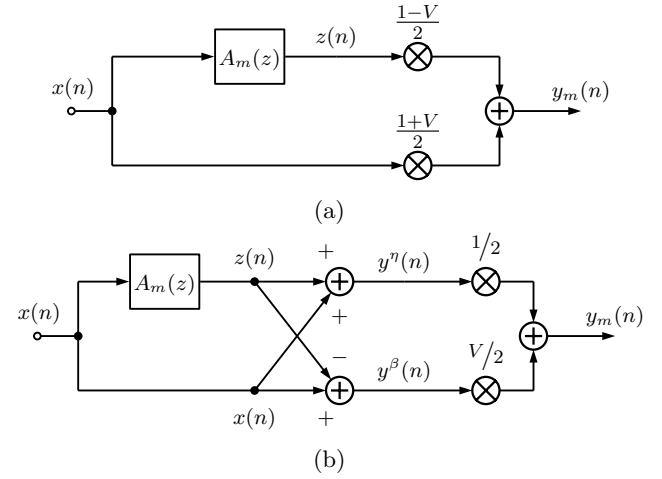 1−V/2
z(n)
A_m(z)
x(n)
y_m(n)
1+V/2
(a)
z(n) + y^η(n) 1/2
A_m(z)
x(n) + y_m(n)
− V/2
y^β(n)
x(n) +
(b)